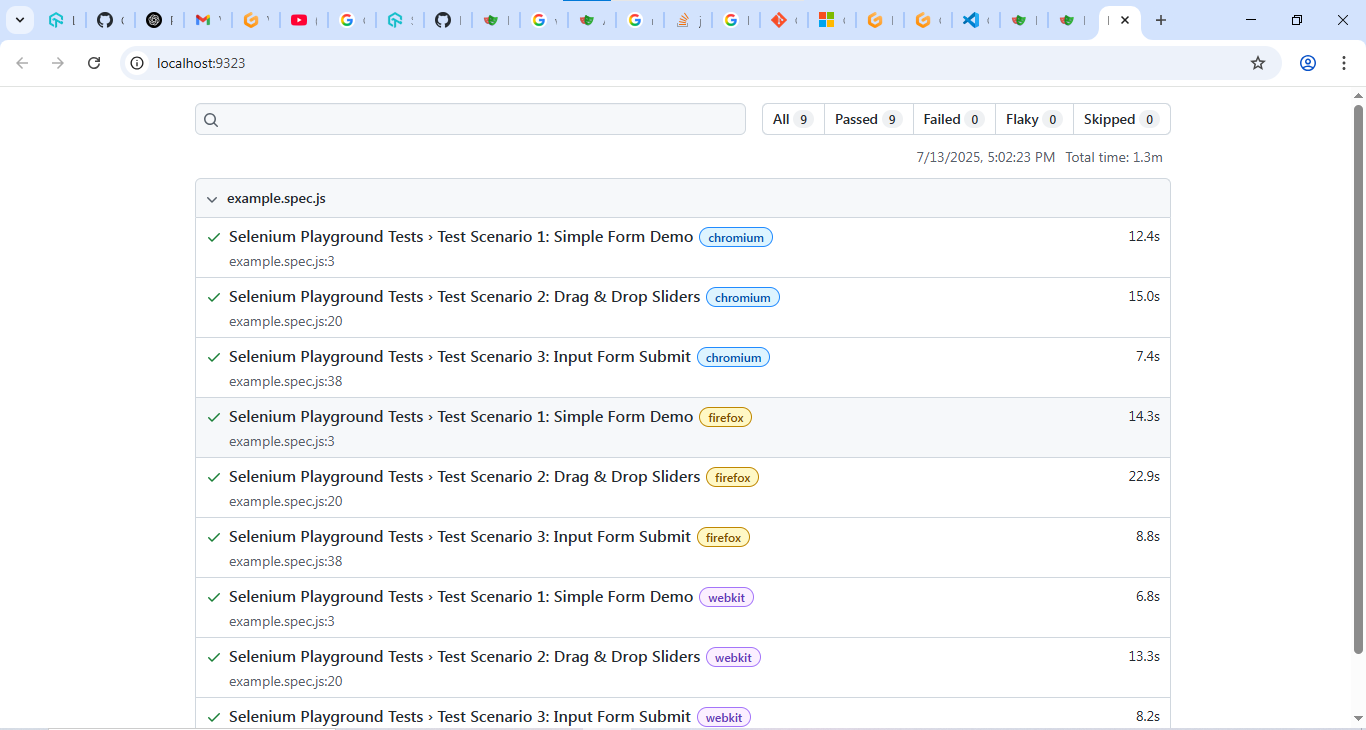 localhost:9323
All 9 Passed 9 Failed 0 Flaky 0 Skipped 0
7/13/2025, 5:02:23 PM Total time: 1.3m
example.spec.js
Selenium Playground Tests › Test Scenario 1: Simple Form Demo chromium 12.4s
example.spec.js:3
Selenium Playground Tests › Test Scenario 2: Drag & Drop Sliders chromium 15.0s
example.spec.js:20
Selenium Playground Tests › Test Scenario 3: Input Form Submit chromium 7.4s
example.spec.js:38
Selenium Playground Tests › Test Scenario 1: Simple Form Demo firefox 14.3s
example.spec.js:3
Selenium Playground Tests › Test Scenario 2: Drag & Drop Sliders firefox 22.9s
example.spec.js:20
Selenium Playground Tests › Test Scenario 3: Input Form Submit firefox 8.8s
example.spec.js:38
Selenium Playground Tests › Test Scenario 1: Simple Form Demo webkit 6.8s
example.spec.js:3
Selenium Playground Tests › Test Scenario 2: Drag & Drop Sliders webkit 13.3s
example.spec.js:20
Selenium Playground Tests › Test Scenario 3: Input Form Submit webkit 8.2s